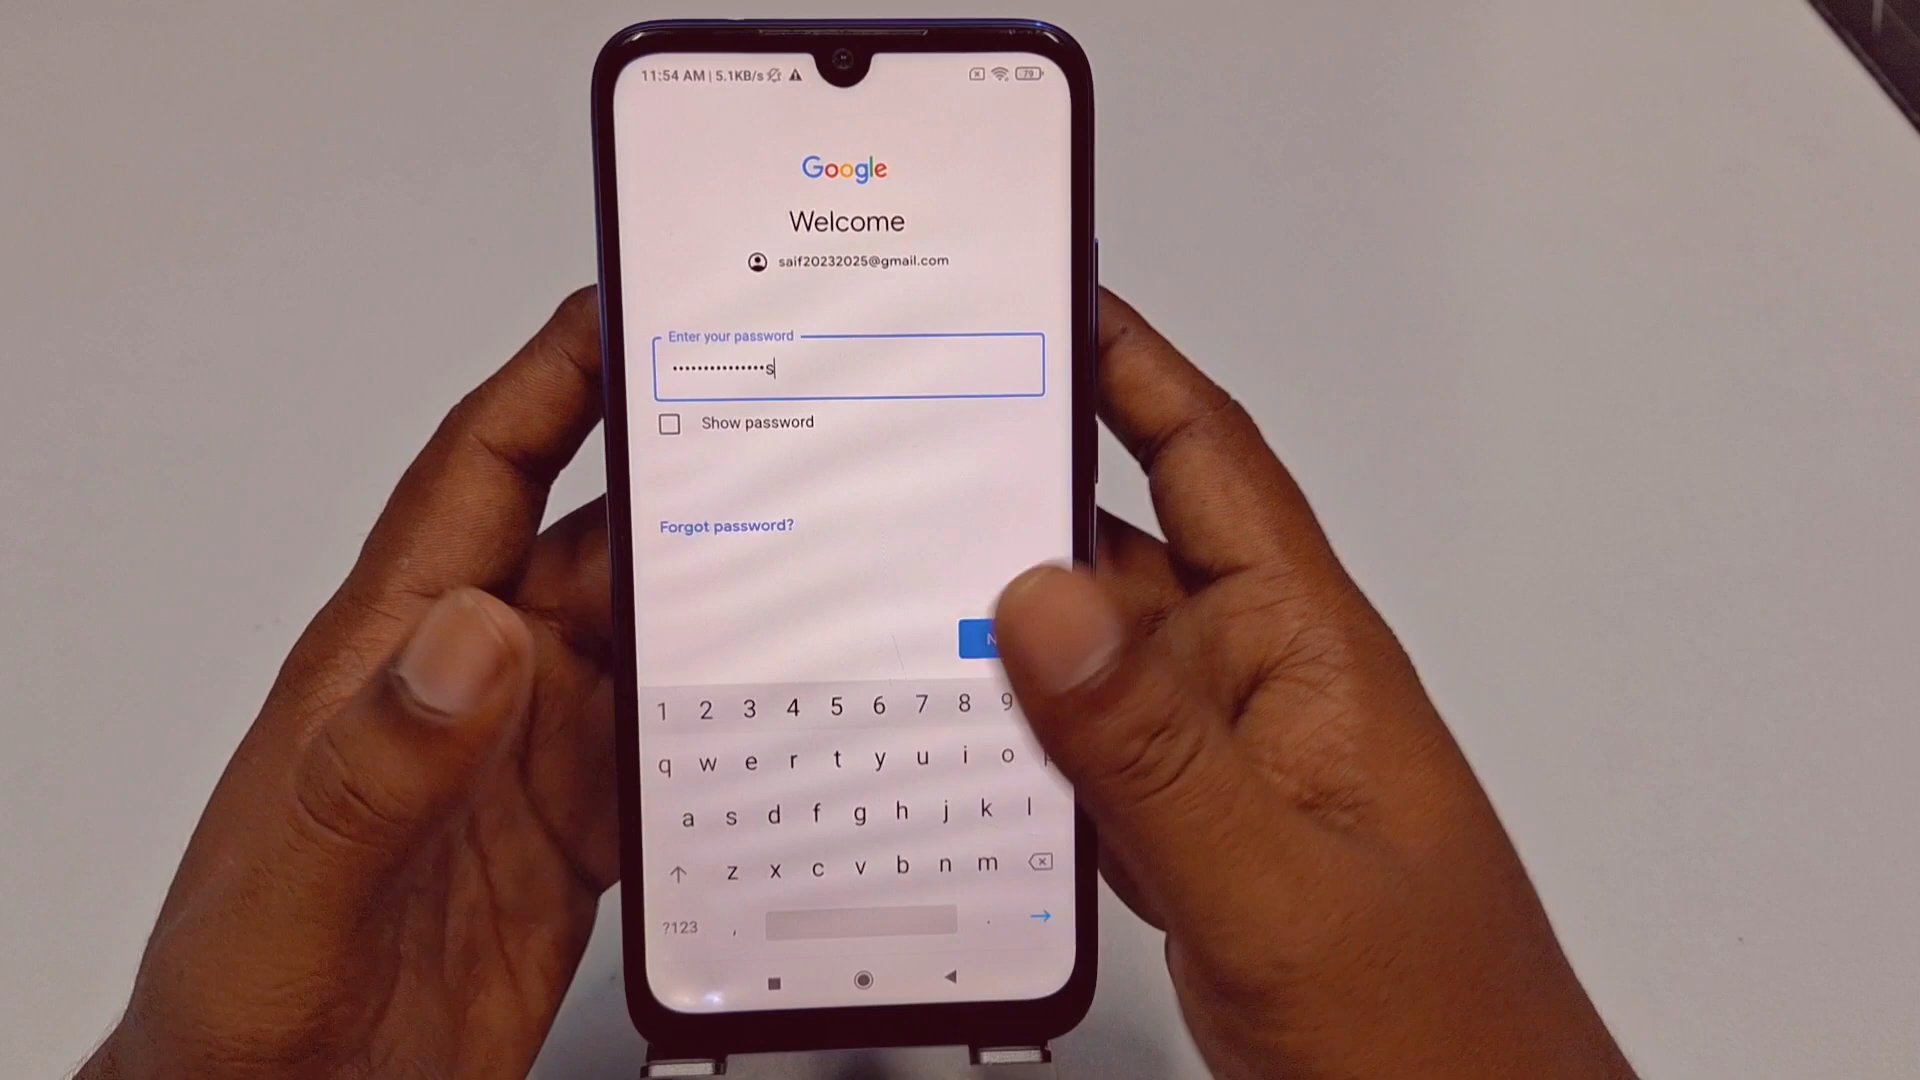 11:54 AM | 5.1KB/s
79
Google
Welcome
saif20232025@gmail.com
Enter your password
•••••••••••••••s
Show password
Forgot password?
N
1 2 3 4 5 6 7 8 9
q w e r t y u i o
a s d f g h j k l
z x c v b n m
?123 , .